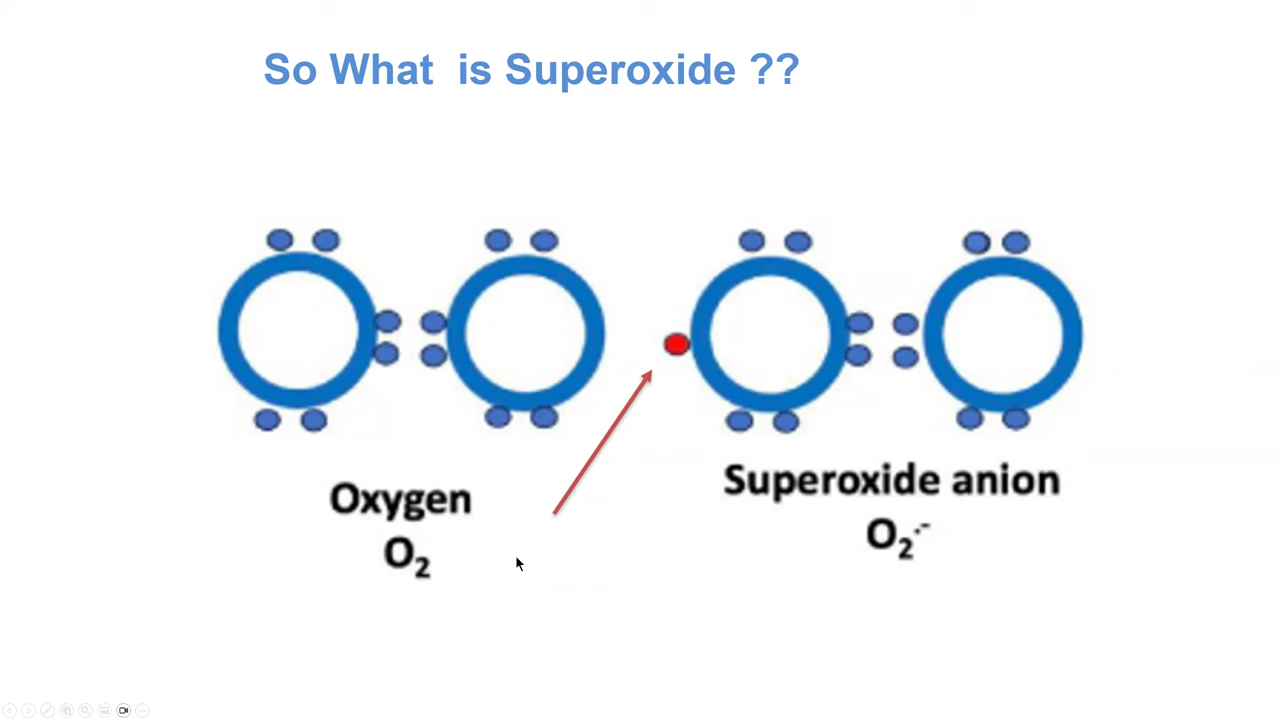 So What  is Superoxide ??
Oxygen
O₂
Superoxide anion
O₂·⁻